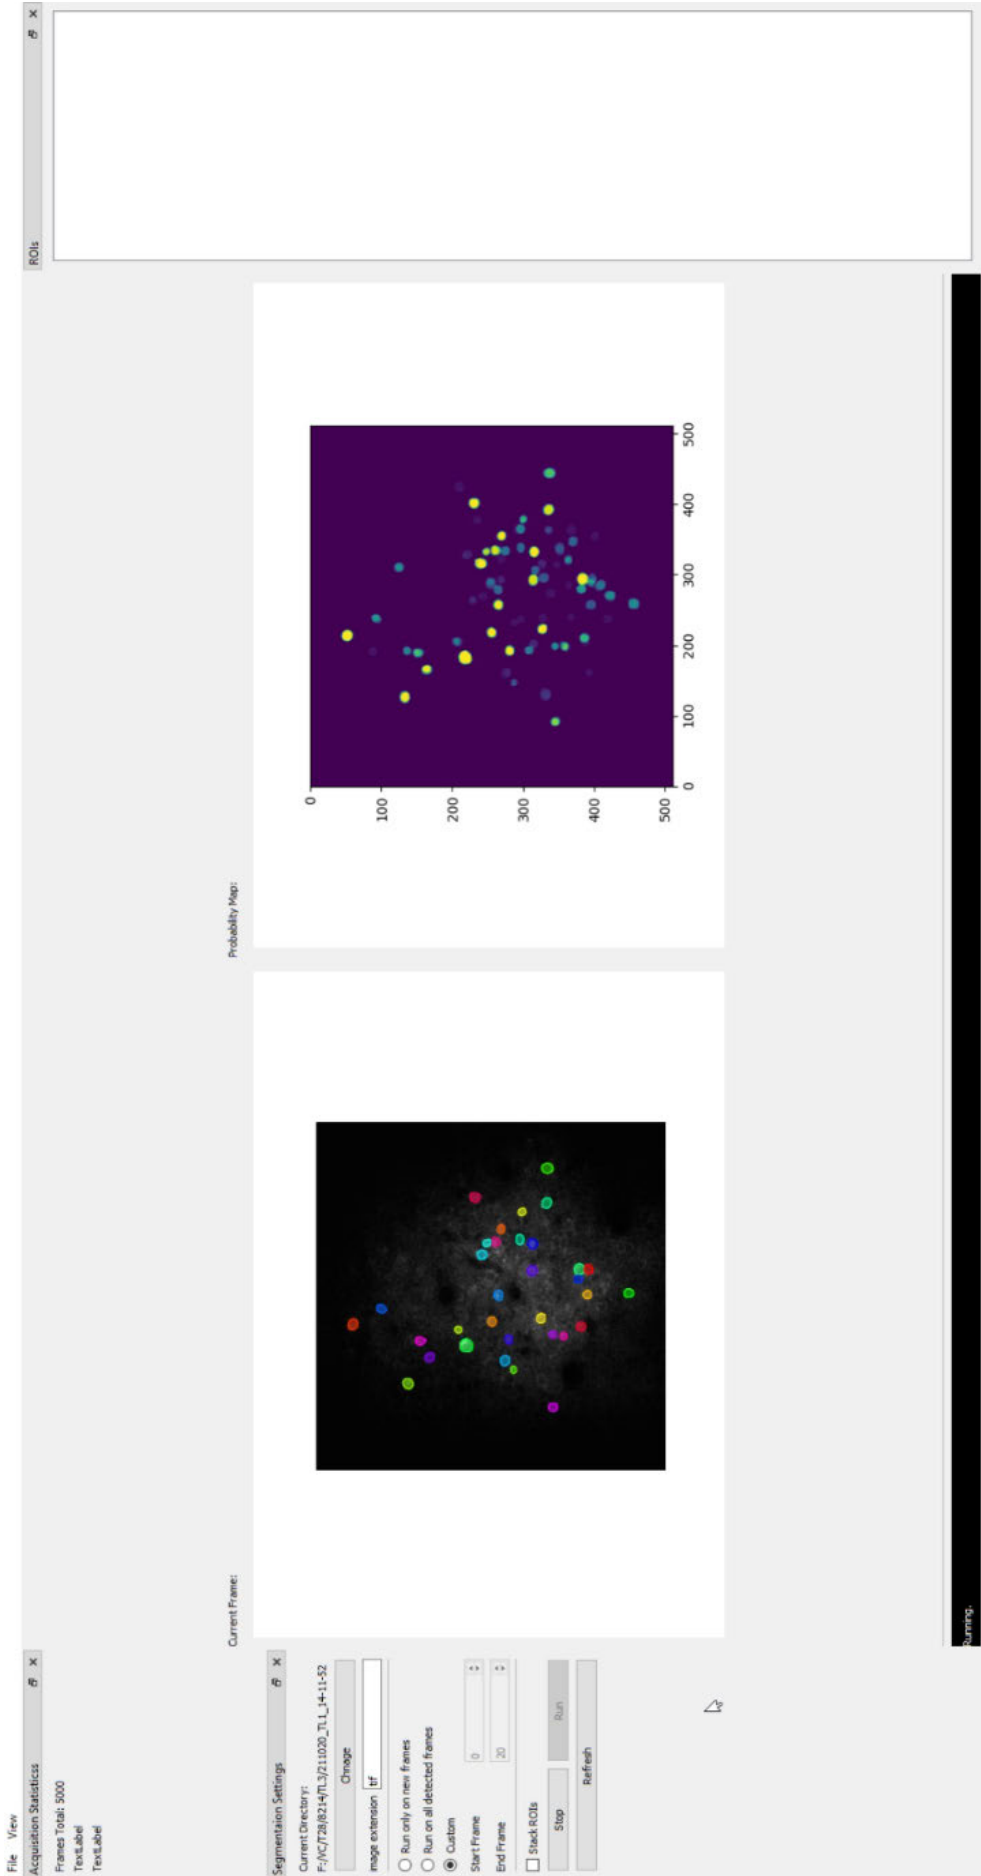 File View
Acquisition Statisticss
Frames Total: 5000
TextLabel
TextLabel
Segmentaion Settings
Current Directory:
F:/VC/T28/8214/TL3/211020_TL1_14-11-52
Chnage
image extension tif
Run only on new frames
Run on all detected frames
Custom
Start Frame 0
End Frame 20
Stack ROIs
Stop Run
Refresh
Current Frame:
Probability Map:
0
100
200
300
400
500
0 100 200 300 400 500
Running.
ROIs